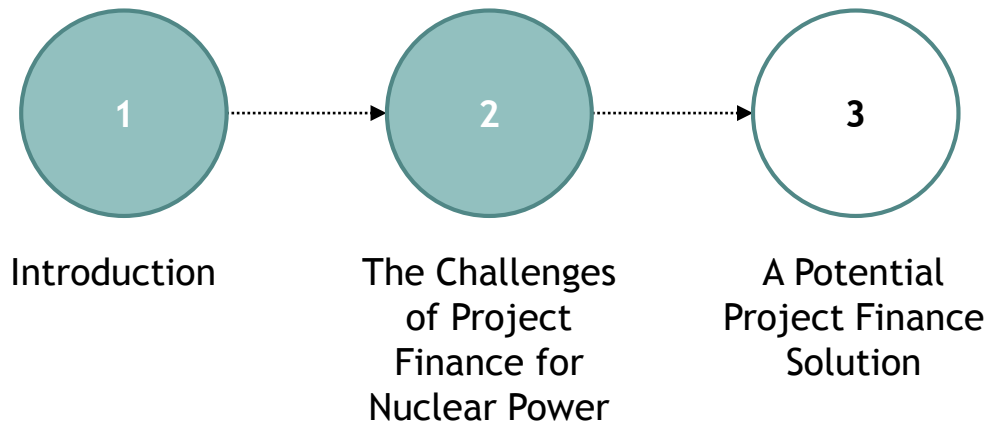 1
2
3
Introduction
The Challenges
of Project
Finance for
Nuclear Power
A Potential
Project Finance
Solution